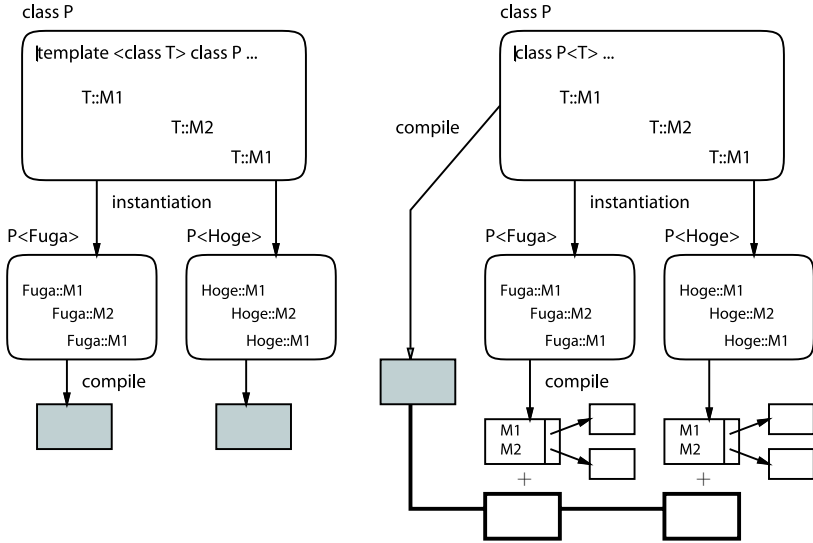 class P
template <class T> class P ...
T::M1
T::M2
T::M1
instantiation
P<Fuga>
P<Hoge>
Fuga::M1
Fuga::M2
Fuga::M1
Hoge::M1
Hoge::M2
Hoge::M1
compile
class P
class P<T> ...
T::M1
T::M2
T::M1
compile
instantiation
P<Fuga>
P<Hoge>
Fuga::M1
Fuga::M2
Fuga::M1
Hoge::M1
Hoge::M2
Hoge::M1
compile
M1
M2
+
M1
M2
+